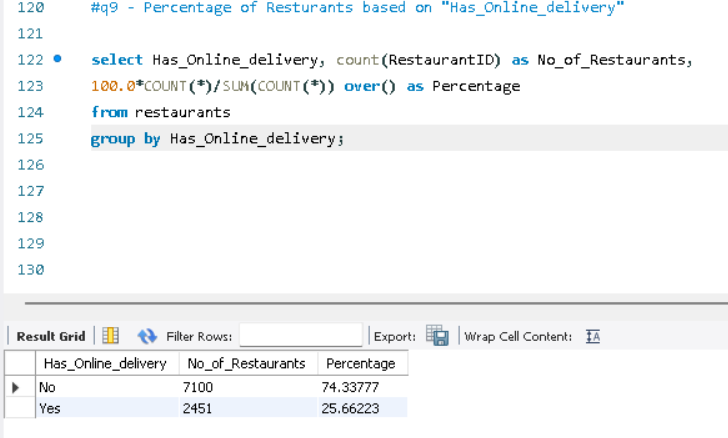 120 #q9 - Percentage of Resturants based on "Has_Online_delivery"
121
122 select Has_Online_delivery, count(RestaurantID) as No_of_Restaurants,
123 100.0*COUNT(*)/SUM(COUNT(*)) over() as Percentage
124 from restaurants
125 group by Has_Online_delivery;
126
127
128
129
130
Result Grid Filter Rows: Export: Wrap Cell Content: IA
Has_Online_delivery No_of_Restaurants Percentage
No 7100 74.33777
Yes 2451 25.66223